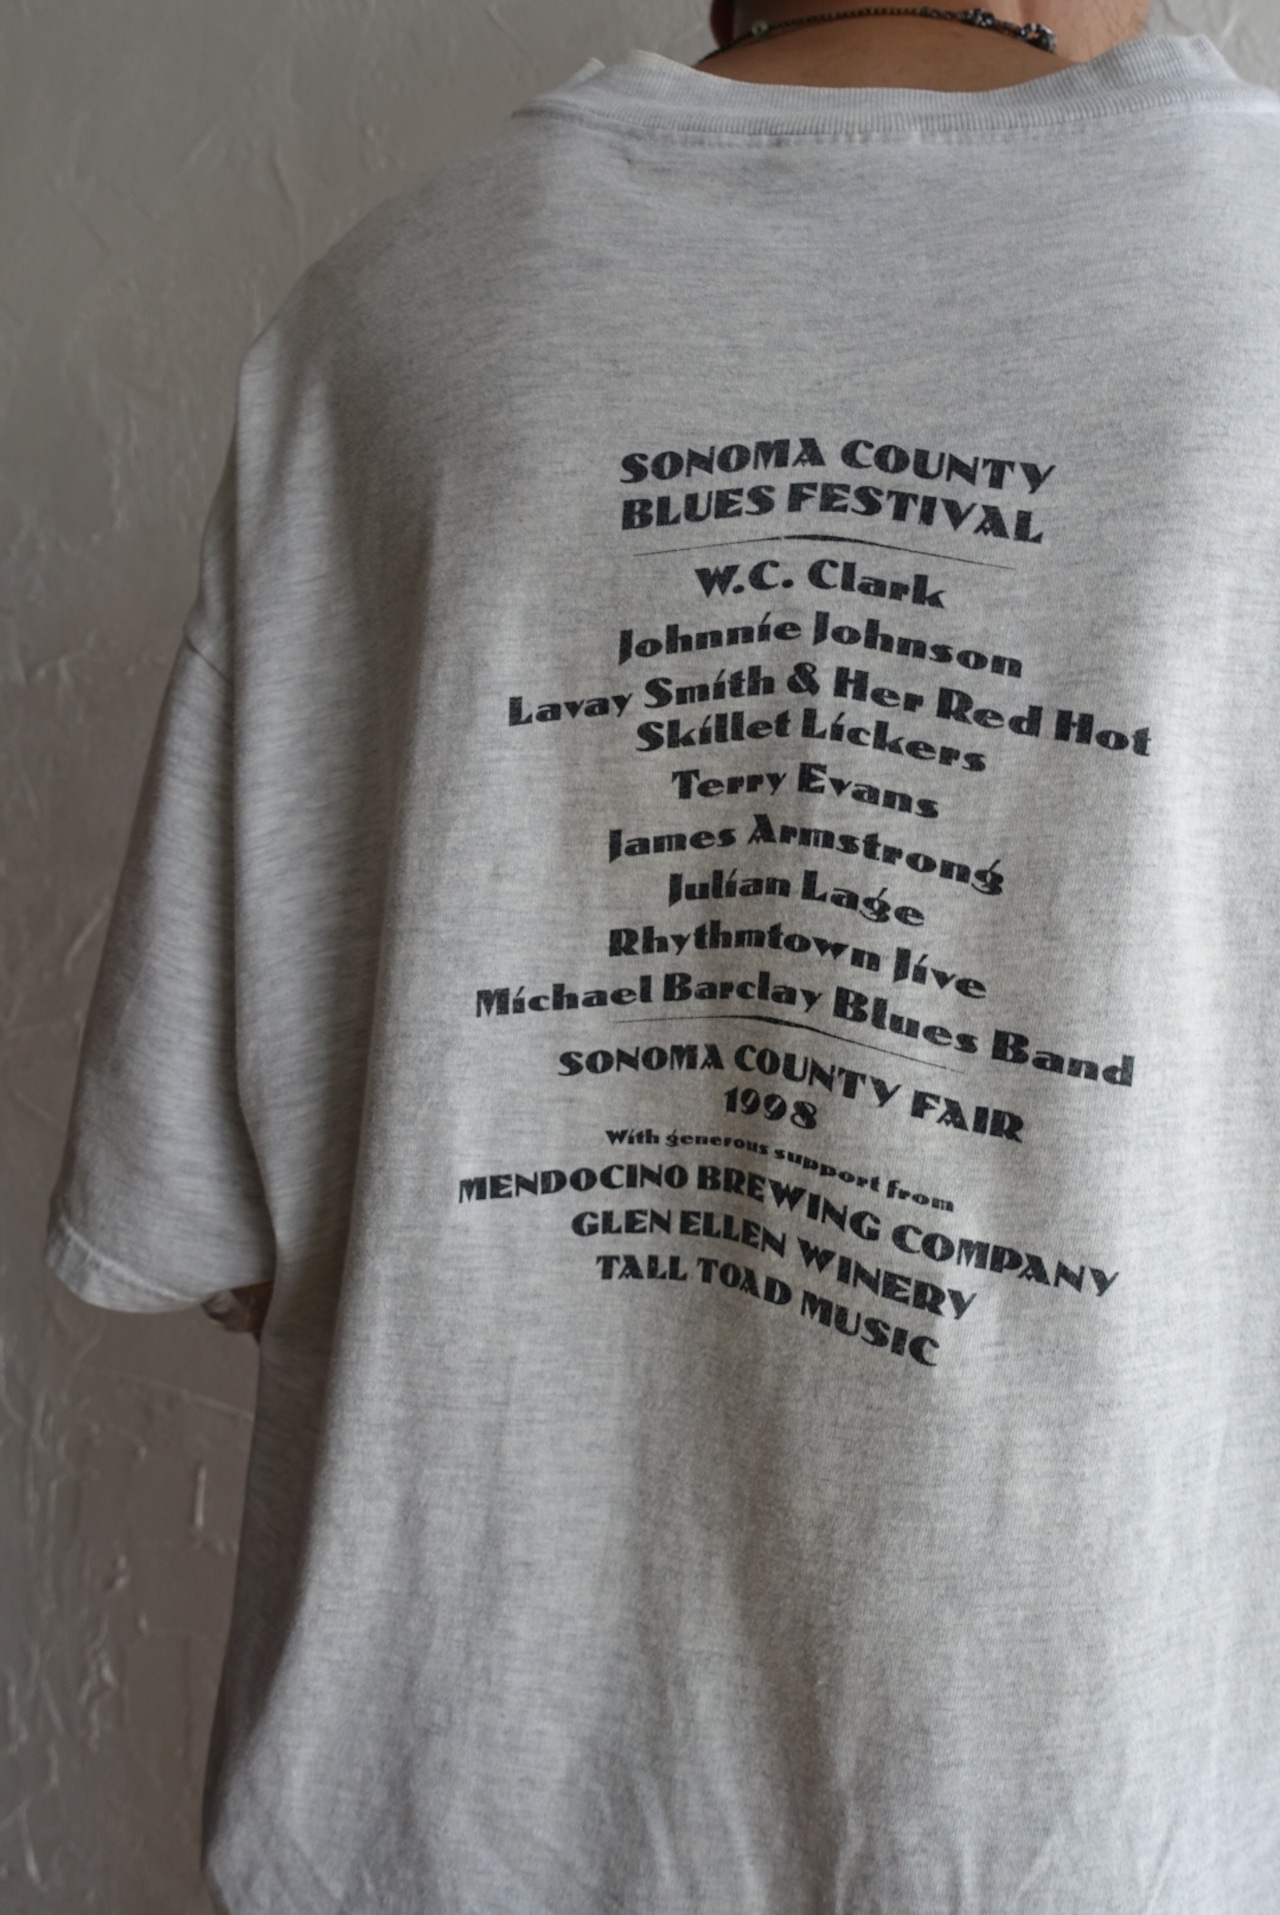 SONOMA COUNTY
BLUES FESTIVAL
W.C. Clark
Johnnie Johnson
Lavay Smith & Her Red Hot
Skillet Lickers
Terry Evans
James Armstrong
Julian Lage
Rhythmtown Jive
Michael Barclay Blues Band
SONOMA COUNTY FAIR
1998
With generous support from
MENDOCINO BREWING COMPANY
GLEN ELLEN WINERY
TALL TOAD MUSIC